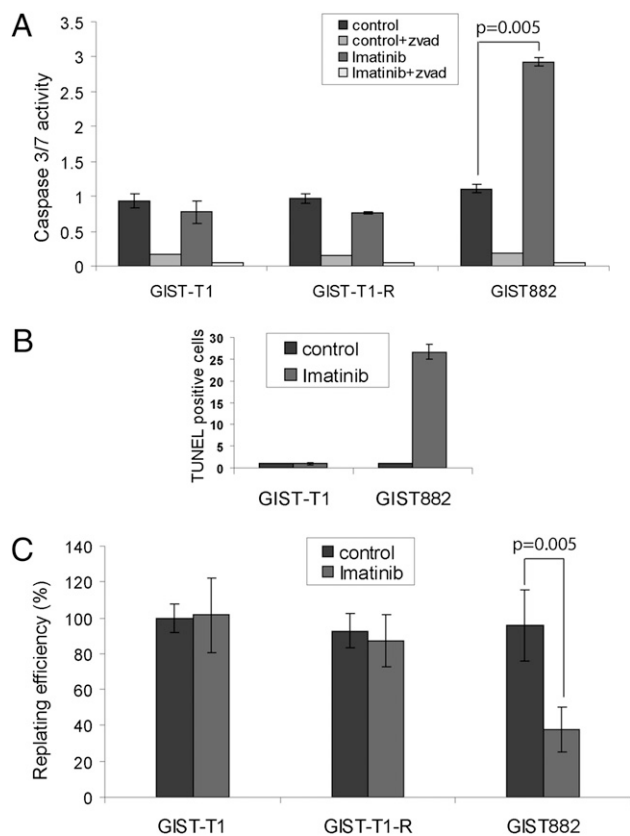 A
control
control+zvad
Imatinib
Imatinib+zvad
p=0.005
Caspase 3/7 activity
3.5
3
2.5
2
1.5
1
0.5
0
GIST-T1
GIST-T1-R
GIST882
B
control
Imatinib
TUNEL positive cells
30
25
20
15
10
5
0
GIST-T1
GIST882
C
control
Imatinib
p=0.005
Replating efficiency (%)
140
120
100
80
60
40
20
0
GIST-T1
GIST-T1-R
GIST882